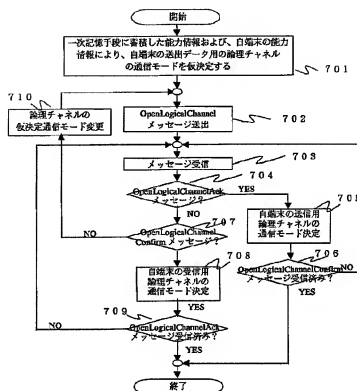 開始
一次記憶手段に蓄積した能力情報および、自端末の能力
情報により、自端末の送出データ用の論理チャンネル
の通信モードを仮決定する
701
710
論理チャネルの
仮決定通信モード変更
OpenLogicalChannel
メッセージ送出
702
メッセージ受信
703
704
OpenLogicalChannelAck
メッセージ?
YES
NO
705
自端末の送信用
論理チャンネルの
通信モード決定
707
OpenLogicalChannel
Confirm メッセージ?
NO
YES
706
OpenLogicalChannelConfirm
メッセージ受信済み?
NO
YES
708
自端末の受信用
論理チャンネルの
通信モード決定
709
OpenLogicalChannelAck
メッセージ受信済み?
NO
YES
終了